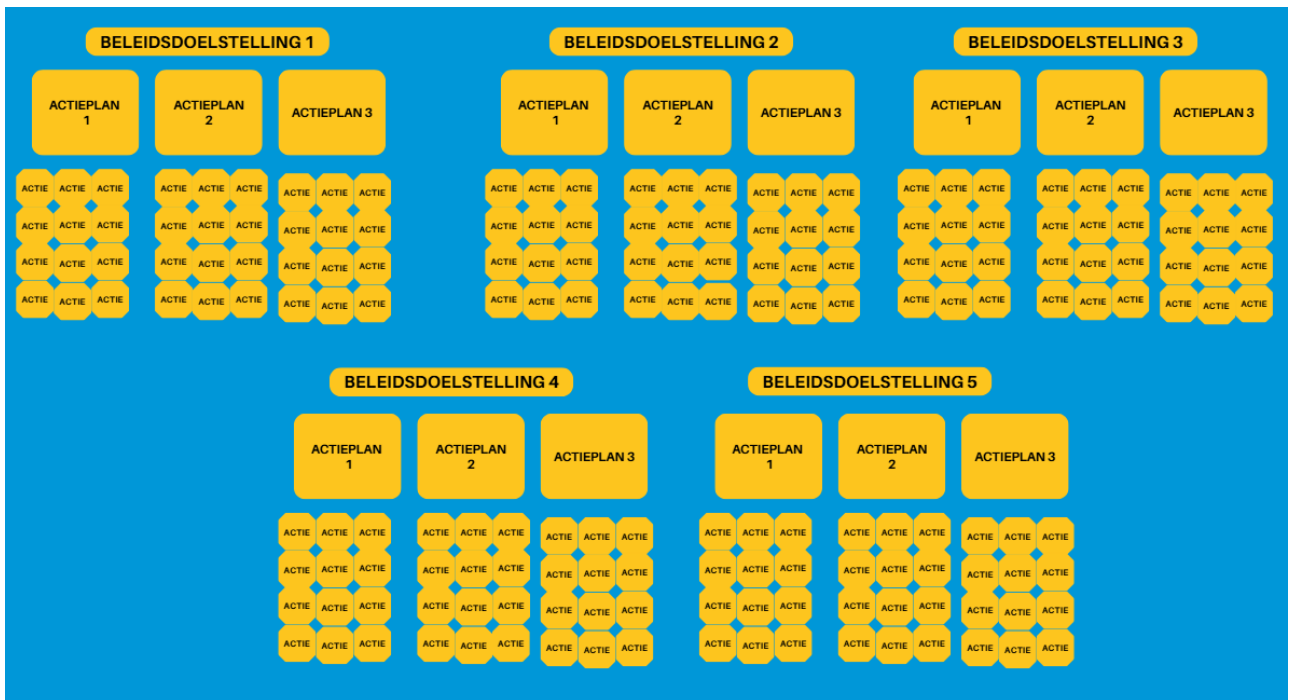 BELEIDSDOELSTELLING 1
ACTIEPLAN
1
ACTIEPLAN
2
ACTIEPLAN 3
ACTIE ACTIE ACTIE
ACTIE ACTIE ACTIE
ACTIE ACTIE ACTIE
ACTIE ACTIE ACTIE
ACTIE ACTIE ACTIE
ACTIE ACTIE ACTIE
ACTIE ACTIE ACTIE
ACTIE ACTIE ACTIE
ACTIE ACTIE ACTIE
ACTIE ACTIE ACTIE
ACTIE ACTIE ACTIE
ACTIE ACTIE ACTIE
BELEIDSDOELSTELLING 2
ACTIEPLAN
1
ACTIEPLAN
2
ACTIEPLAN 3
ACTIE ACTIE ACTIE
ACTIE ACTIE ACTIE
ACTIE ACTIE ACTIE
ACTIE ACTIE ACTIE
ACTIE ACTIE ACTIE
ACTIE ACTIE ACTIE
ACTIE ACTIE ACTIE
ACTIE ACTIE ACTIE
ACTIE ACTIE ACTIE
ACTIE ACTIE ACTIE
ACTIE ACTIE ACTIE
ACTIE ACTIE ACTIE
BELEIDSDOELSTELLING 3
ACTIEPLAN
1
ACTIEPLAN
2
ACTIEPLAN 3
ACTIE ACTIE ACTIE
ACTIE ACTIE ACTIE
ACTIE ACTIE ACTIE
ACTIE ACTIE ACTIE
ACTIE ACTIE ACTIE
ACTIE ACTIE ACTIE
ACTIE ACTIE ACTIE
ACTIE ACTIE ACTIE
ACTIE ACTIE ACTIE
ACTIE ACTIE ACTIE
ACTIE ACTIE ACTIE
ACTIE ACTIE ACTIE
BELEIDSDOELSTELLING 4
ACTIEPLAN
1
ACTIEPLAN
2
ACTIEPLAN 3
ACTIE ACTIE ACTIE
ACTIE ACTIE ACTIE
ACTIE ACTIE ACTIE
ACTIE ACTIE ACTIE
ACTIE ACTIE ACTIE
ACTIE ACTIE ACTIE
ACTIE ACTIE ACTIE
ACTIE ACTIE ACTIE
ACTIE ACTIE ACTIE
ACTIE ACTIE ACTIE
ACTIE ACTIE ACTIE
ACTIE ACTIE ACTIE
BELEIDSDOELSTELLING 5
ACTIEPLAN
1
ACTIEPLAN
2
ACTIEPLAN 3
ACTIE ACTIE ACTIE
ACTIE ACTIE ACTIE
ACTIE ACTIE ACTIE
ACTIE ACTIE ACTIE
ACTIE ACTIE ACTIE
ACTIE ACTIE ACTIE
ACTIE ACTIE ACTIE
ACTIE ACTIE ACTIE
ACTIE ACTIE ACTIE
ACTIE ACTIE ACTIE
ACTIE ACTIE ACTIE
ACTIE ACTIE ACTIE